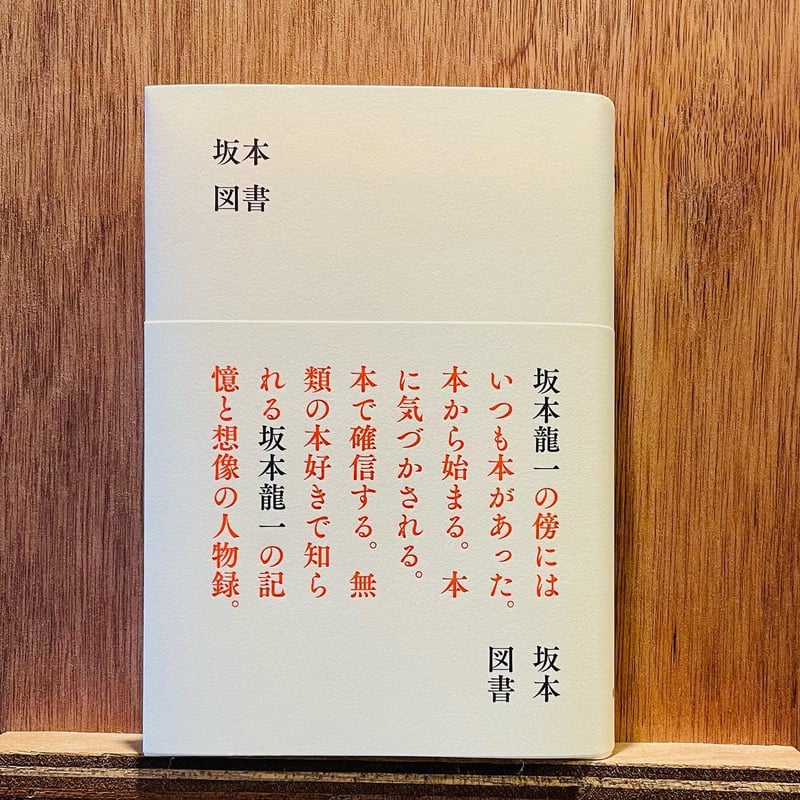 坂本
図書
坂本龍一の傍には
いつも本があった。
本から始まる。本
に気づかされる。
本で確信する。無
類の本好きで知ら
れる坂本龍一の記
憶と想像の人物録。
坂本
図書